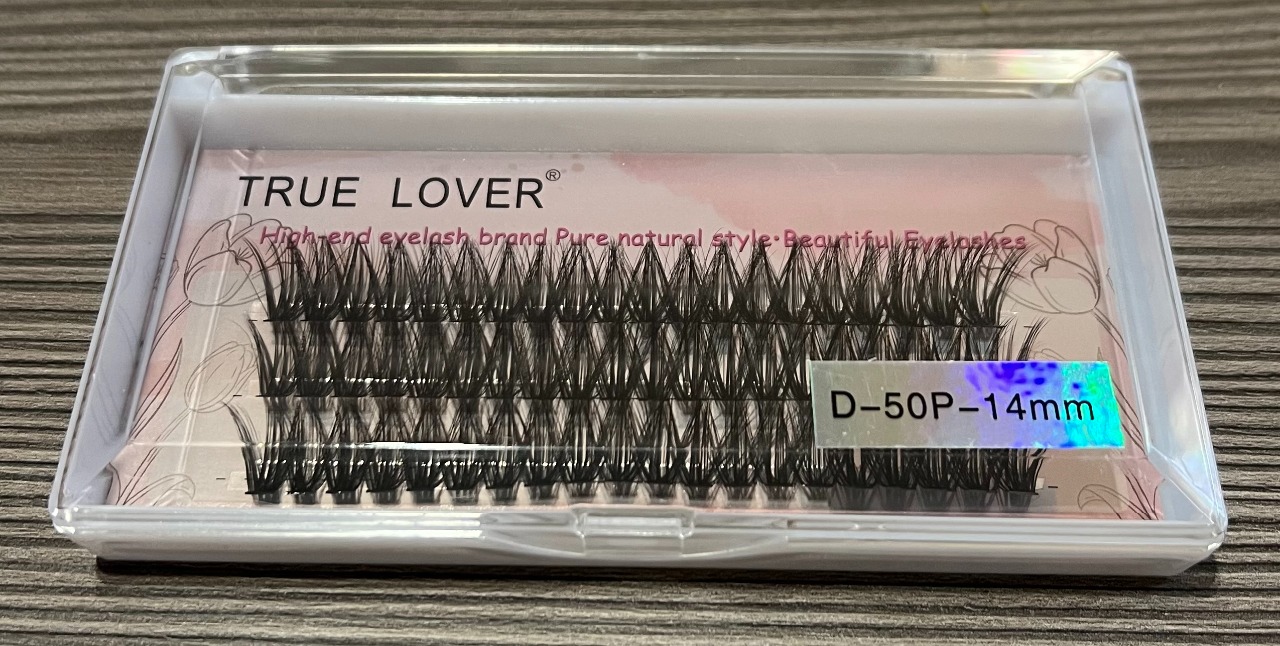 TRUE LOVER®
High-end eyelash brand Pure natural style·Beautiful Eyelashes
D-50P-14mm